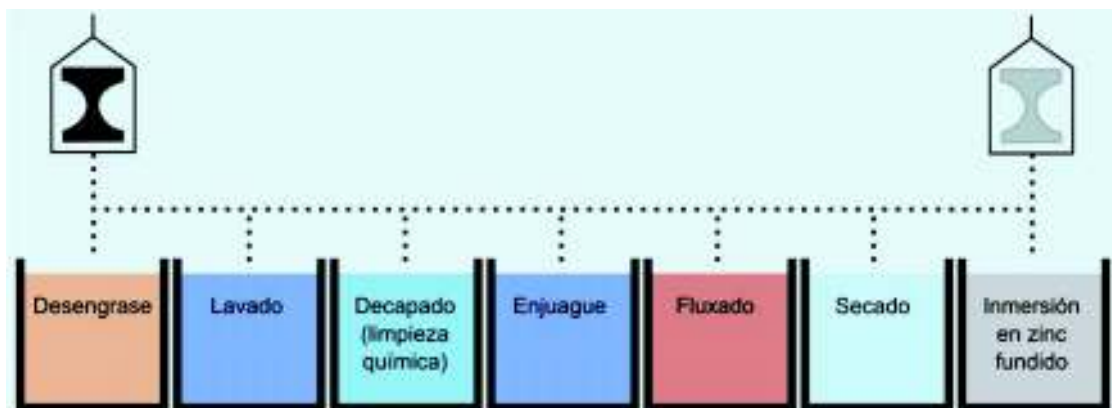 Desengrase
Lavado
Decapado
(limpieza
química)
Enjuague
Fluxado
Secado
Inmersión
en zinc
fundido